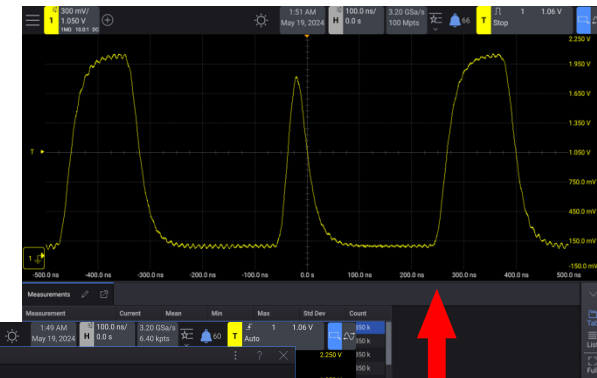 1 300 mV/ 1.050 V 1MΩ 10.0:1 DC
1:51 AM May 19, 2024
H 100.0 ns/ 0.0 s
3.20 GSa/s 100 Mpts
66
T Stop 1 1.06 V
2.250 V
1.950 V
1.650 V
1.350 V
T 1.050 V
750.0 mV
450.0 mV
150.0 mV
1
-150.0 mV
-500.0 ns -400.0 ns -300.0 ns -200.0 ns -100.0 ns 0.0 s 100.0 ns 200.0 ns 300.0 ns 400.0 ns 500.0 ns
Measurements
Measurement Current Mean Min Max Std Dev Count
1:49 AM May 19, 2024
H 100.0 ns/ 0.0 s
3.20 GSa/s 6.40 kpts
60
T Auto 1 1.06 V
350 k
350 k
350 k
350 k
? 
2.250 V